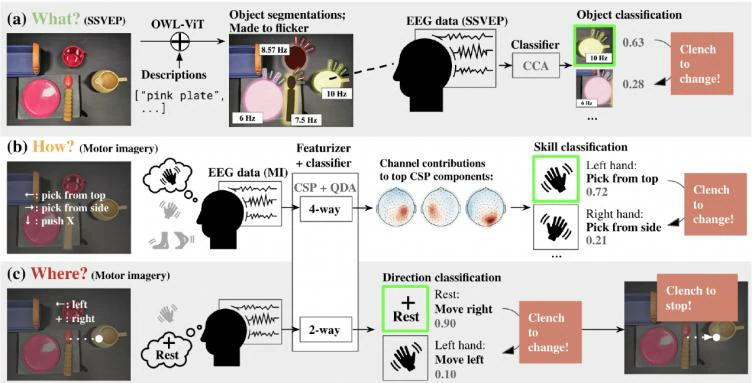 (a) What? (SSVEP)
OWL-ViT
Descriptions
["pink plate",
...]
Object segmentations;
Made to flicker
8.57 Hz
10 Hz
6 Hz
7.5 Hz
EEG data (SSVEP)
Classifier
CCA
Object classification
10 Hz
0.63
6 Hz
0.28
...
Clench
to
change!
(b) How? (Motor imagery)
←: pick from top
→: pick from side
↓: push X
EEG data (MI)
Featurizer
+ classifier
CSP + QDA
4-way
Channel contributions
to top CSP components:
Skill classification
Left hand:
Pick from top
0.72
Right hand:
Pick from side
0.21
...
Clench
to
change!
(c) Where? (Motor imagery)
←: left
+: right
+
Rest
2-way
Direction classification
+
Rest
Rest:
Move right
0.90
Left hand:
Move left
0.10
Clench
to
change!
Clench to
stop!